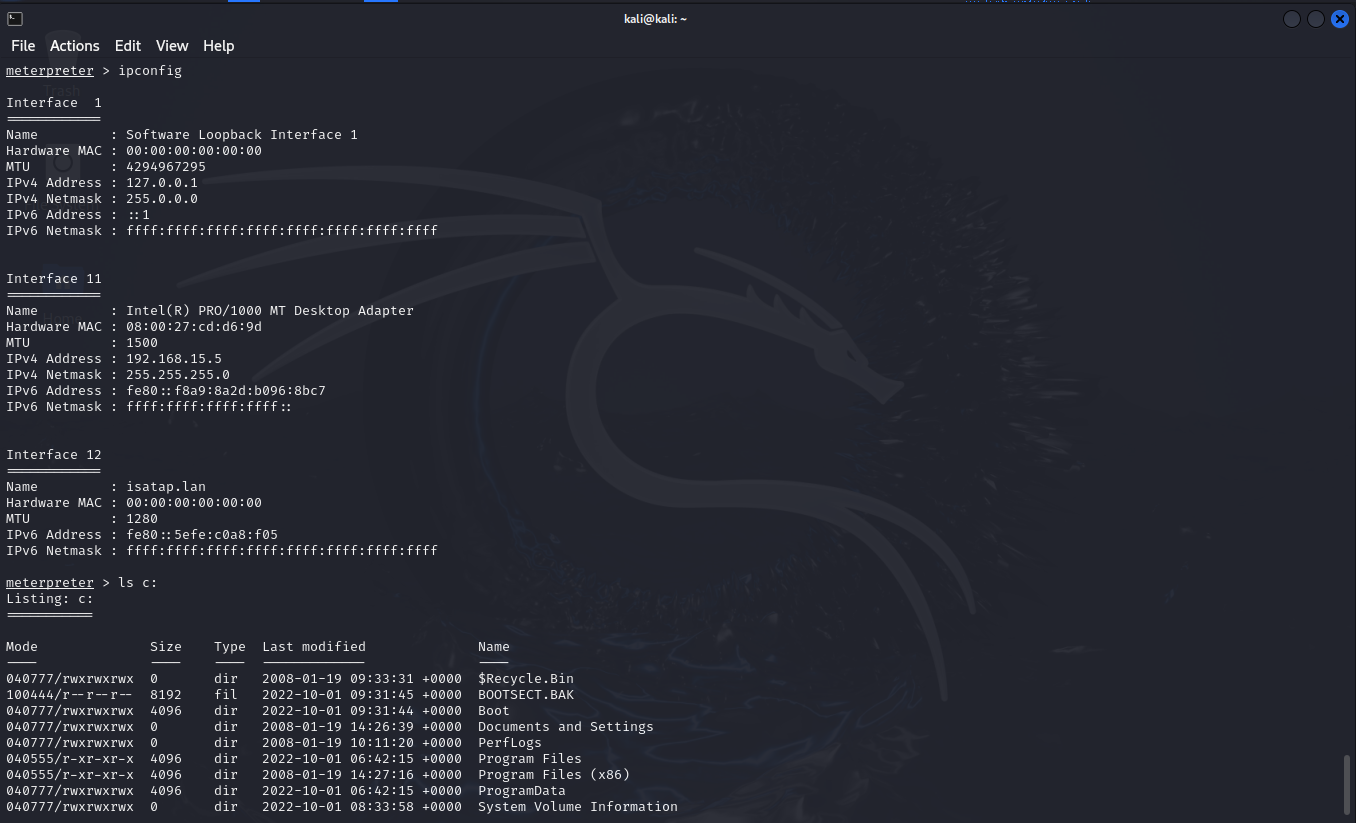 kali@kali: ~
File Actions Edit View Help
meterpreter > ipconfig
Interface  1
============
Name         : Software Loopback Interface 1
Hardware MAC : 00:00:00:00:00:00
MTU          : 4294967295
IPv4 Address : 127.0.0.1
IPv4 Netmask : 255.0.0.0
IPv6 Address : ::1
IPv6 Netmask : ffff:ffff:ffff:ffff:ffff:ffff:ffff:ffff
Interface 11
============
Name         : Intel(R) PRO/1000 MT Desktop Adapter
Hardware MAC : 08:00:27:cd:d6:9d
MTU          : 1500
IPv4 Address : 192.168.15.5
IPv4 Netmask : 255.255.255.0
IPv6 Address : fe80::f8a9:8a2d:b096:8bc7
IPv6 Netmask : ffff:ffff:ffff:ffff::
Interface 12
============
Name         : isatap.lan
Hardware MAC : 00:00:00:00:00:00
MTU          : 1280
IPv6 Address : fe80::5efe:c0a8:f05
IPv6 Netmask : ffff:ffff:ffff:ffff:ffff:ffff:ffff:ffff
meterpreter > ls c:
Listing: c:
===========
Mode              Size    Type  Last modified              Name
----              ----    ----  -------------              ----
040777/rwxrwxrwx  0       dir   2008-01-19 09:33:31 +0000  $Recycle.Bin
100444/r--r--r--  8192    fil   2022-10-01 09:31:45 +0000  BOOTSECT.BAK
040777/rwxrwxrwx  4096    dir   2022-10-01 09:31:44 +0000  Boot
040777/rwxrwxrwx  0       dir   2008-01-19 14:26:39 +0000  Documents and Settings
040777/rwxrwxrwx  0       dir   2008-01-19 10:11:20 +0000  PerfLogs
040555/r-xr-xr-x  4096    dir   2022-10-01 06:42:15 +0000  Program Files
040555/r-xr-xr-x  4096    dir   2008-01-19 14:27:16 +0000  Program Files (x86)
040777/rwxrwxrwx  4096    dir   2022-10-01 06:42:15 +0000  ProgramData
040777/rwxrwxrwx  0       dir   2022-10-01 08:33:58 +0000  System Volume Information
Trash
Home